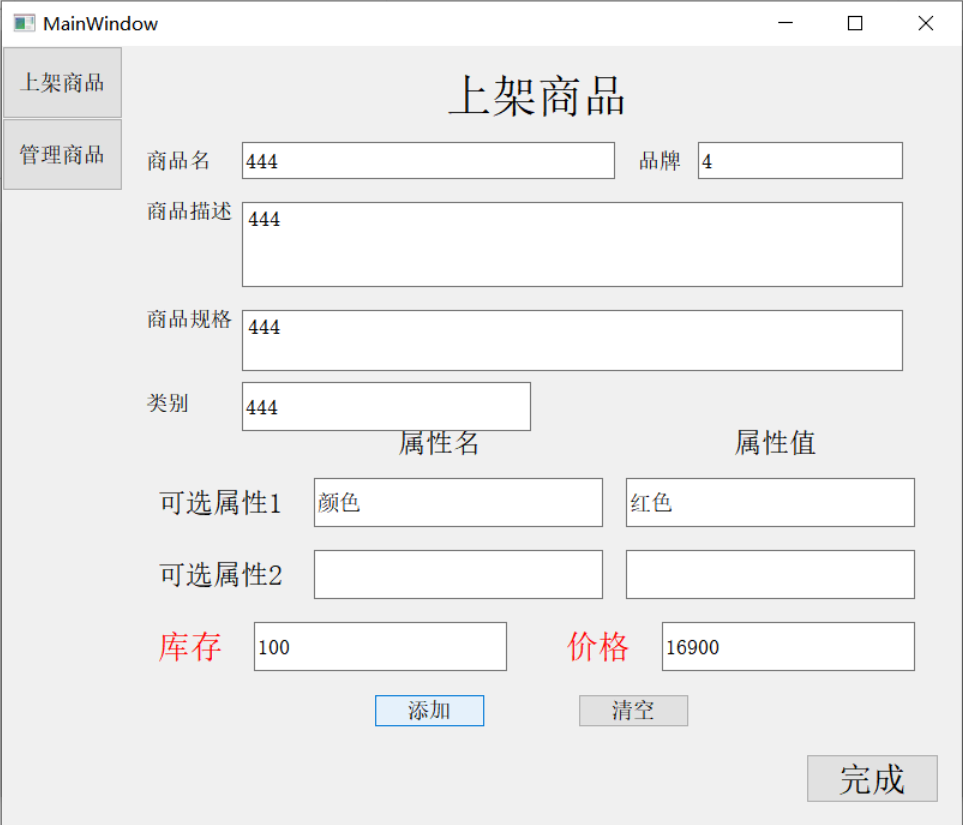 MainWindow
上架商品
管理商品
上架商品
商品名 444 品牌 4
商品描述 444
商品规格 444
类别 444
属性名 属性值
可选属性1 颜色 红色
可选属性2
库存 100 价格 16900
添加 清空
完成